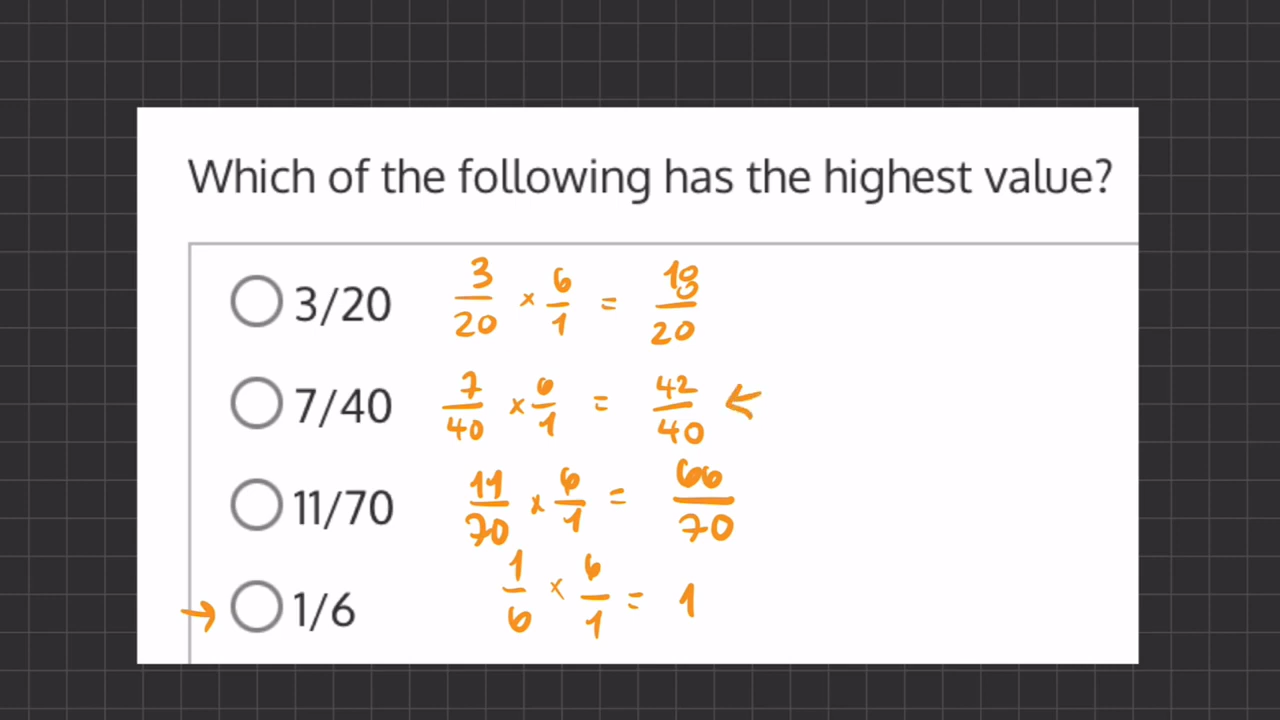 Which of the following has the highest value?
3/20 3/20 × 6/1 = 18/20
7/40 7/40 × 6/1 = 42/40 ←
11/70 11/70 × 6/1 = 66/70
→ 1/6 1/6 × 6/1 = 1